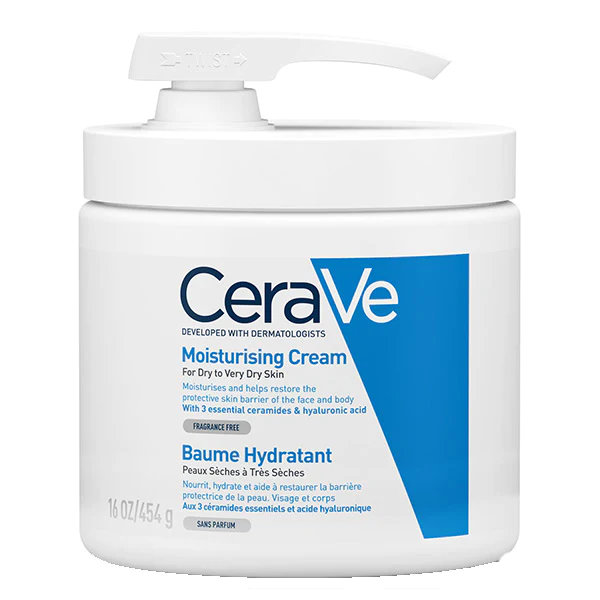 TWIST
CeraVe
DEVELOPED WITH DERMATOLOGISTS
Moisturising Cream
For Dry to Very Dry Skin
Moisturises and helps restore the
protective skin barrier of the face and body
With 3 essential ceramides & hyaluronic acid
FRAGRANCE FREE
Baume Hydratant
Peaux Sèches à Très Sèches
Nourrit, hydrate et aide à restaurer la barrière
protectrice de la peau. Visage et corps
Aux 3 céramides essentiels et acide hyaluronique
16 OZ/454 g
SANS PARFUM